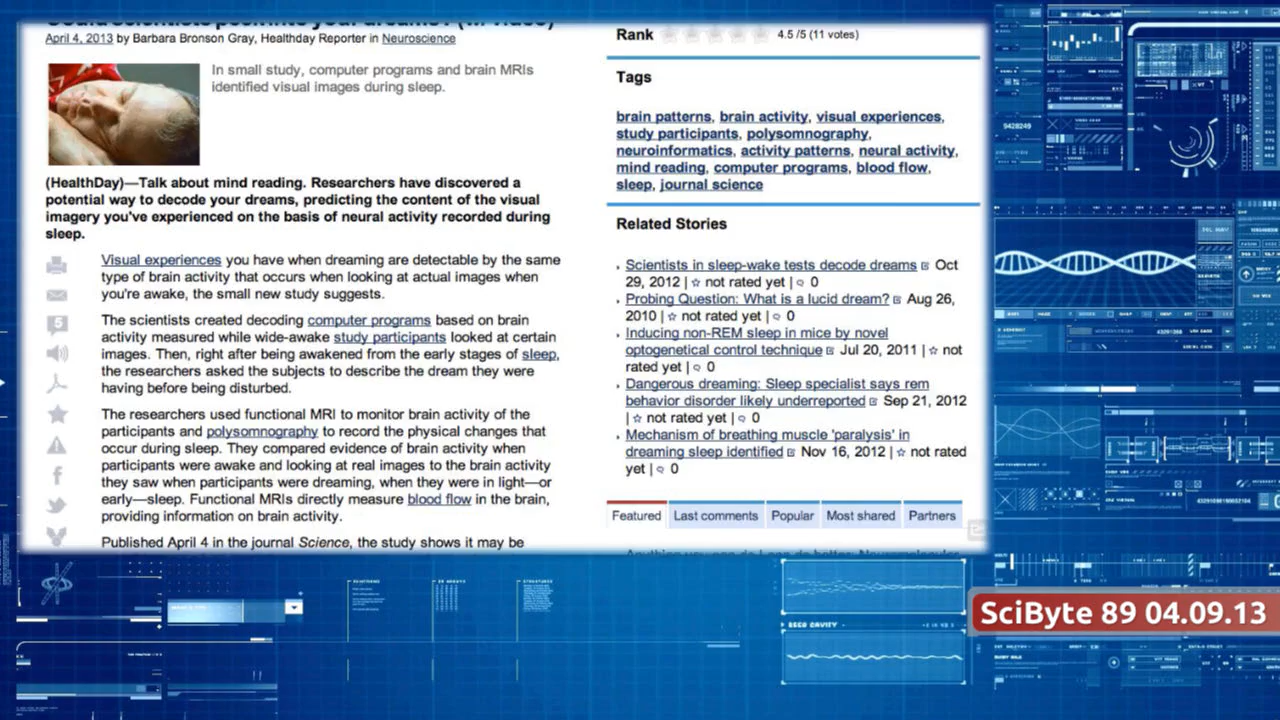 April 4, 2013 by Barbara Bronson Gray, Healthday Reporter in Neuroscience
In small study, computer programs and brain MRIs
identified visual images during sleep.
(HealthDay)—Talk about mind reading. Researchers have discovered a
potential way to decode your dreams, predicting the content of the visual
imagery you've experienced on the basis of neural activity recorded during
sleep.
Visual experiences you have when dreaming are detectable by the same
type of brain activity that occurs when looking at actual images when
you're awake, the small new study suggests.
The scientists created decoding computer programs based on brain
activity measured while wide-awake study participants looked at certain
images. Then, right after being awakened from the early stages of sleep,
the researchers asked the subjects to describe the dream they were
having before being disturbed.
The researchers used functional MRI to monitor brain activity of the
participants and polysomnography to record the physical changes that
occur during sleep. They compared evidence of brain activity when
participants were awake and looking at real images to the brain activity
they saw when participants were dreaming, when they were in light—or
early—sleep. Functional MRIs directly measure blood flow in the brain,
providing information on brain activity.
Published April 4 in the journal Science, the study shows it may be
5
Rank 4.5 /5 (11 votes)
Tags
brain patterns, brain activity, visual experiences,
study participants, polysomnography,
neuroinformatics, activity patterns, neural activity,
mind reading, computer programs, blood flow,
sleep, journal science
Related Stories
Scientists in sleep-wake tests decode dreams Oct
29, 2012 | not rated yet | 0
Probing Question: What is a lucid dream? Aug 26,
2010 | not rated yet | 0
Inducing non-REM sleep in mice by novel
optogenetical control technique Jul 20, 2011 | not
rated yet | 0
Dangerous dreaming: Sleep specialist says rem
behavior disorder likely underreported Sep 21, 2012
| not rated yet | 0
Mechanism of breathing muscle 'paralysis' in
dreaming sleep identified Nov 16, 2012 | not rated
yet | 0
Featured Last comments Popular Most shared Partners
9428249
SciByte 89 04.09.13